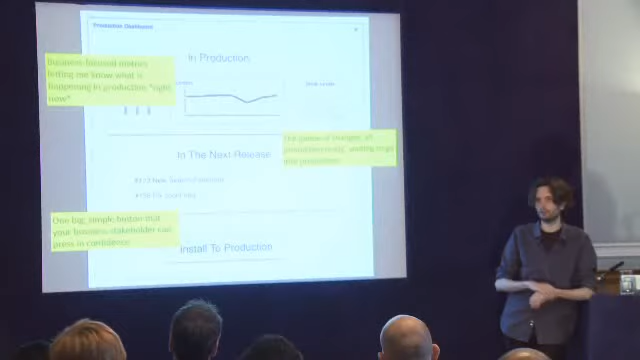 Production Dashboard
In Production
Business-focused metrics
letting me know what is
happening in production "right
now"
In The Next Release
The queue of changes, all
waiting to go
into production
One big, simple button that
your business stakeholder can
press in confidence
Install To Production